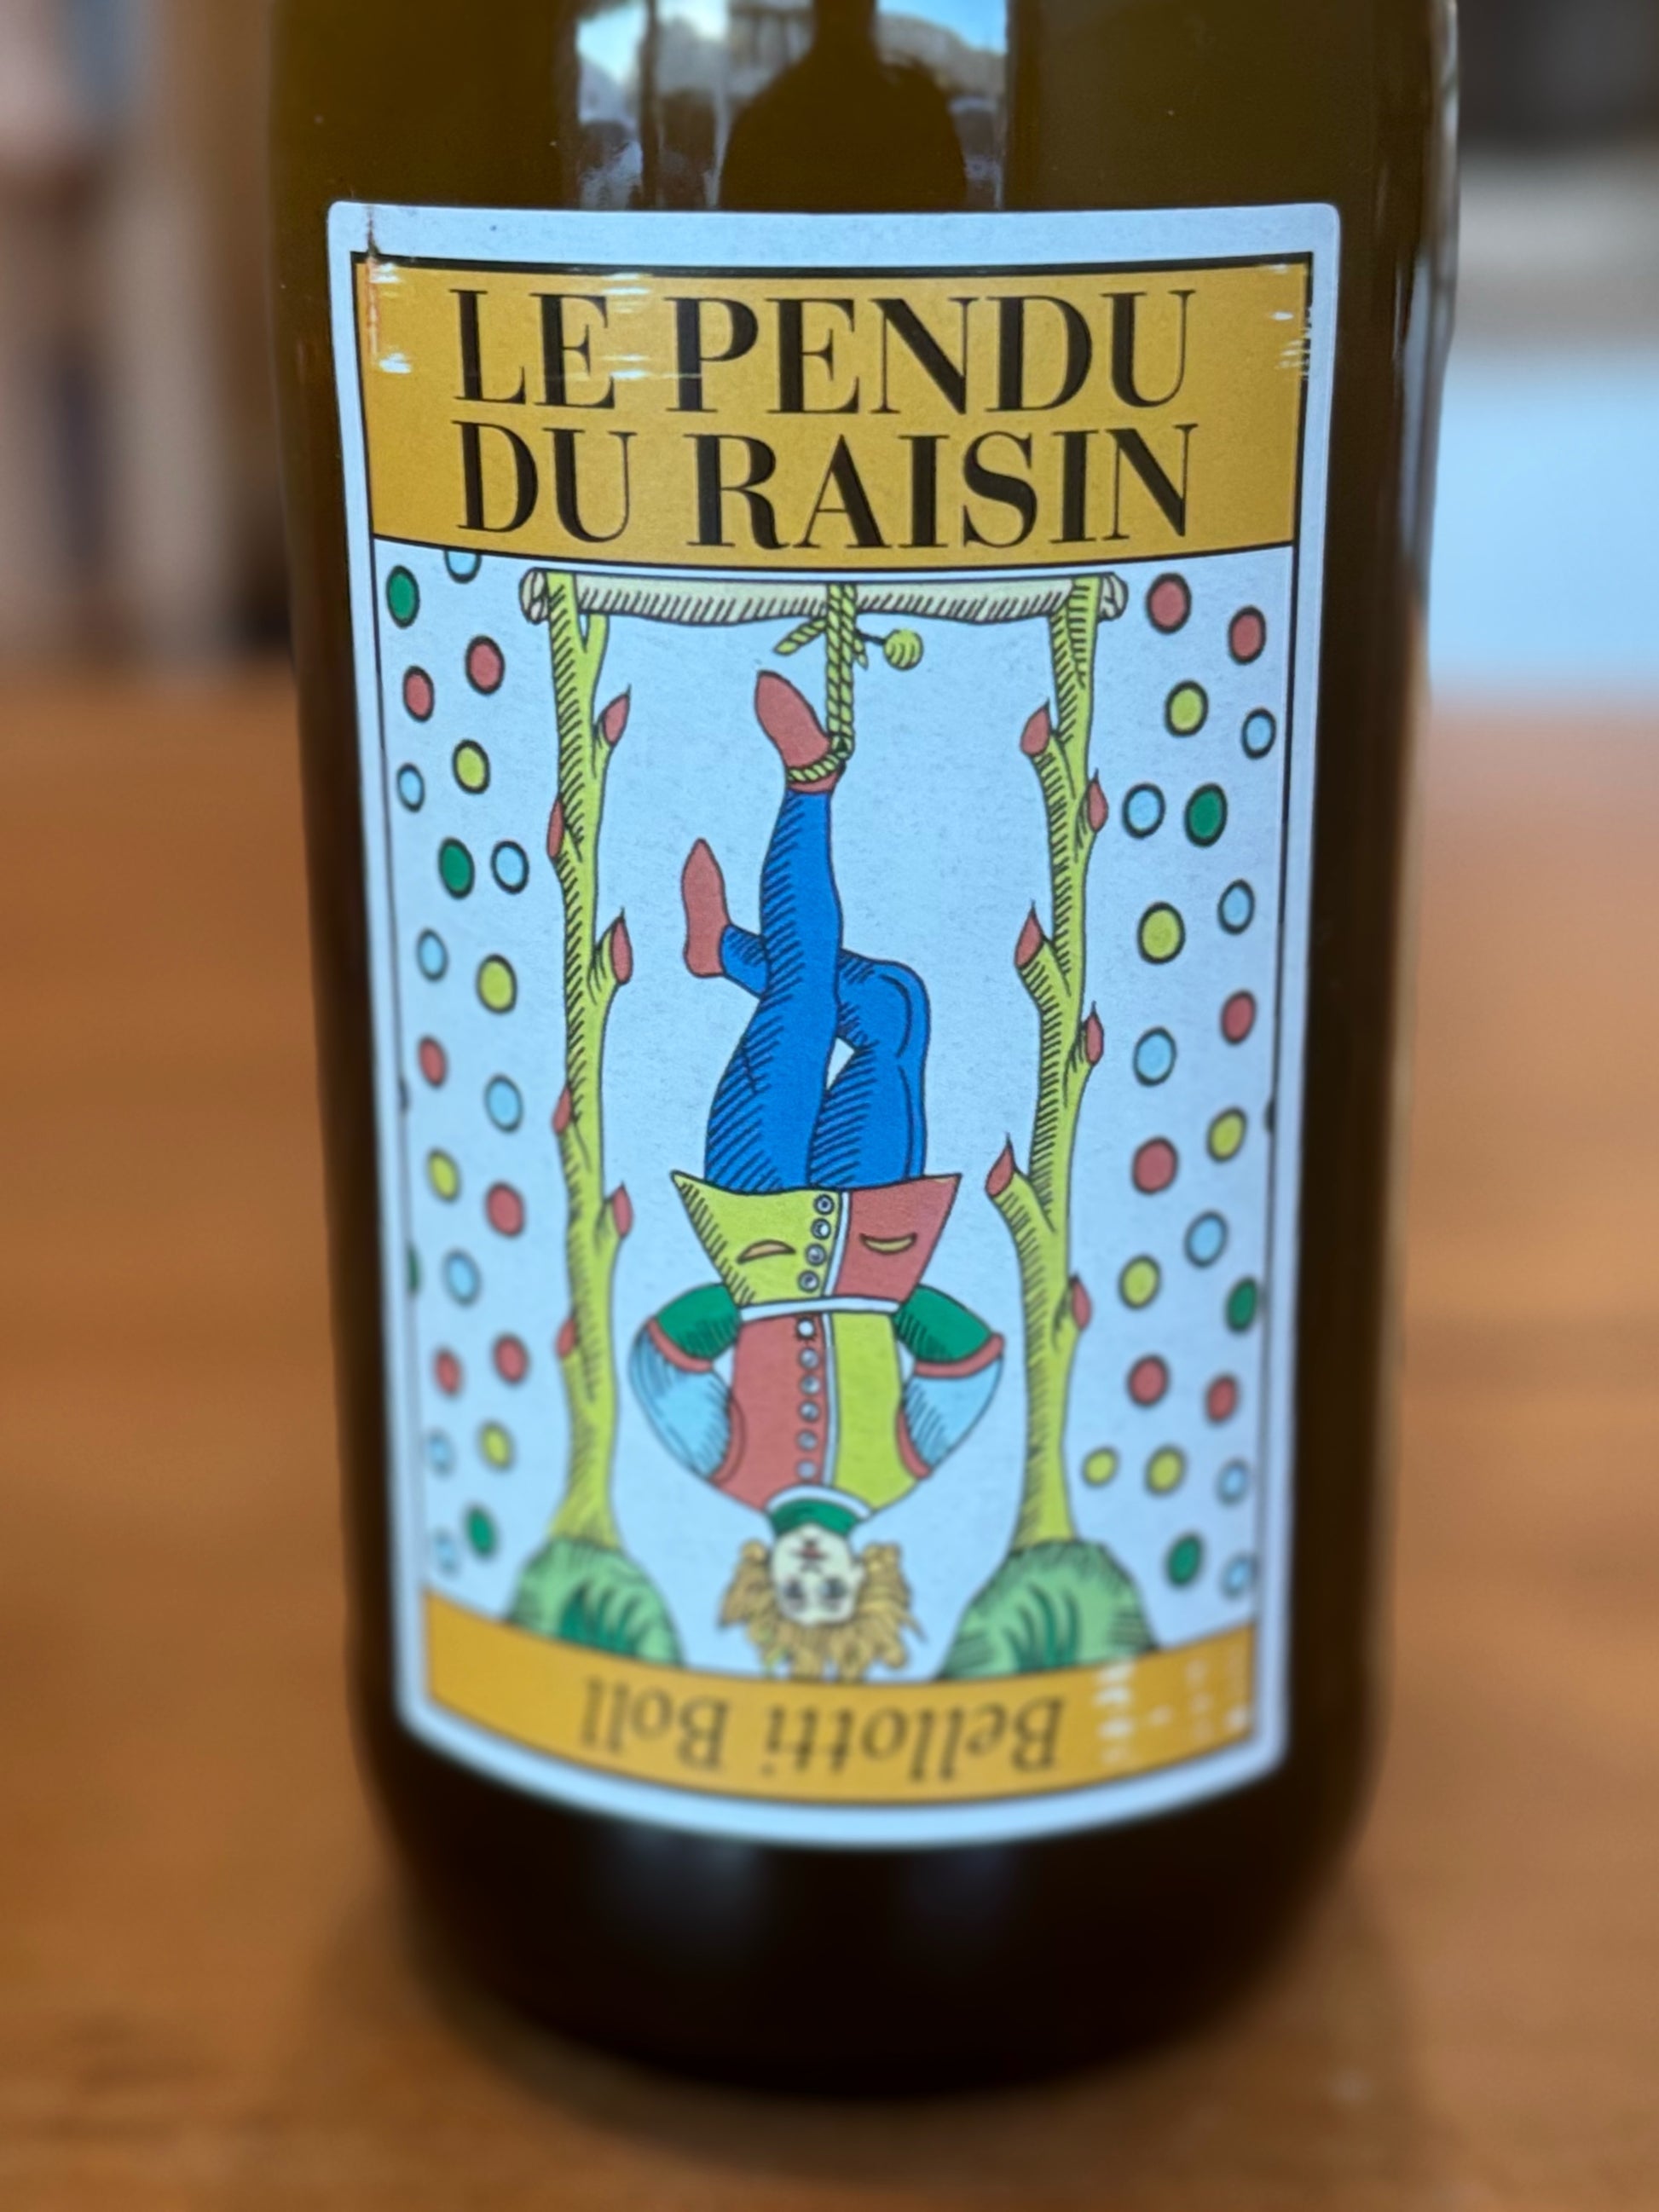 LE PENDU
DU RAISIN
Bellotti Boll